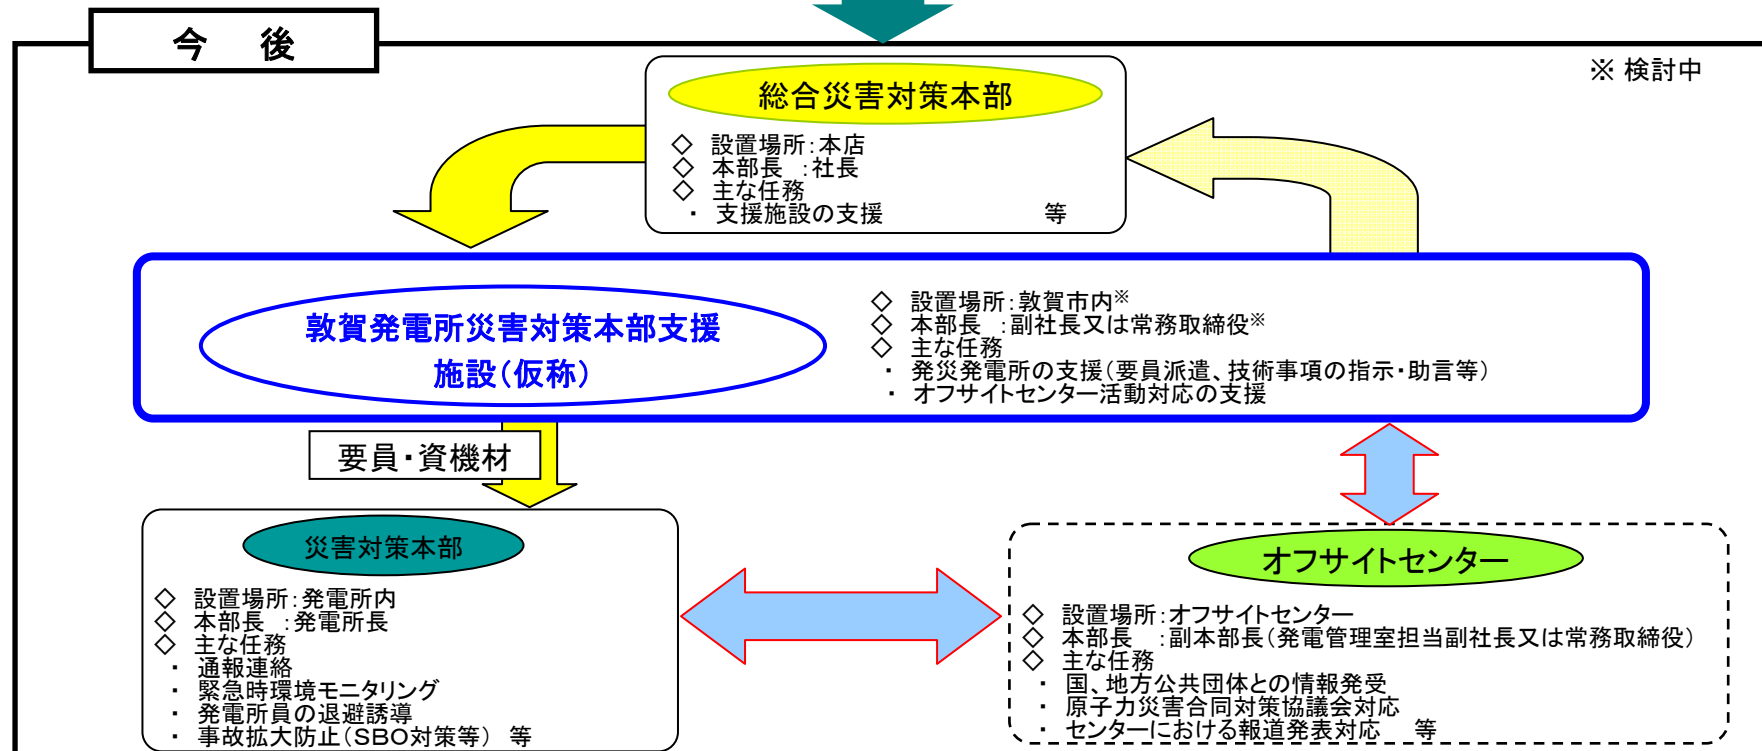 今 後
※ 検討中
総合災害対策本部
◇ 設置場所:本店
◇ 本部長 :社長
◇ 主な任務
・ 支援施設の支援 等
敦賀発電所災害対策本部支援
施設(仮称)
◇ 設置場所:敦賀市内※
◇ 本部長 :副社長又は常務取締役※
◇ 主な任務
・ 発災発電所の支援(要員派遣、技術事項の指示・助言等)
・ オフサイトセンター活動対応の支援
要員・資機材
災害対策本部
◇ 設置場所:発電所内
◇ 本部長 :発電所長
◇ 主な任務
・ 通報連絡
・ 緊急時環境モニタリング
・ 発電所員の退避誘導
・ 事故拡大防止(SBO対策等) 等
オフサイトセンター
◇ 設置場所:オフサイトセンター
◇ 本部長 :副本部長(発電管理室担当副社長又は常務取締役)
◇ 主な任務
・ 国、地方公共団体との情報発受
・ 原子力災害合同対策協議会対応
・ センターにおける報道発表対応 等